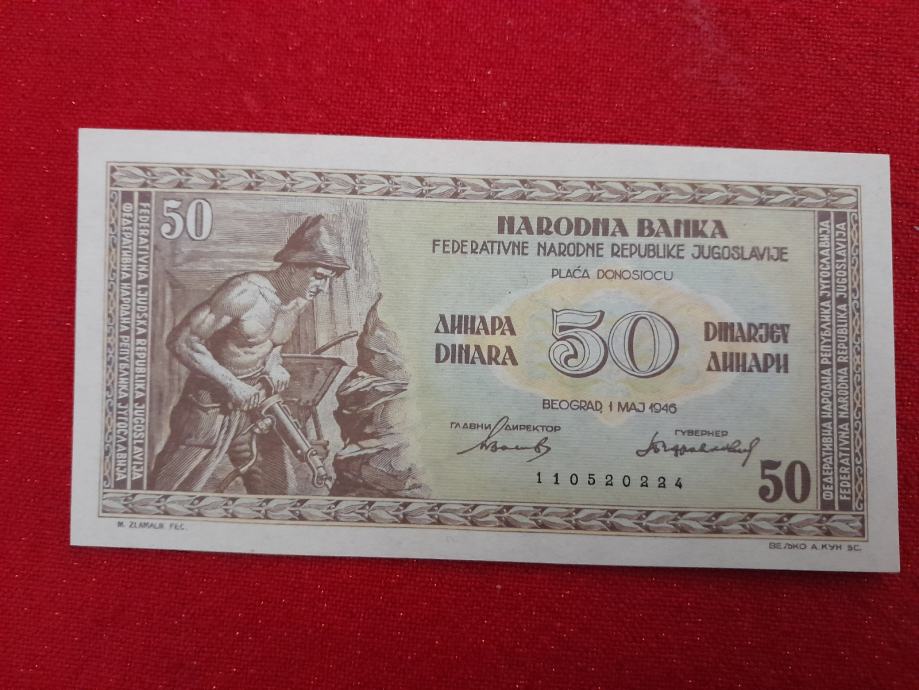 50
NARODNA BANKA
FEDERATIVNE NARODNE REPUBLIKE JUGOSLAVIJE
PLAĆA DONOSIOCU
ДИНАРА
DINARA
50
DINARJEV
ДИНАРИ
BEOGRAD, 1 MAJ 1946
ГЛАВНИ ДИРЕКТОР
ГУВЕРНЕР
110520224
50
FEDERATIVNA LJUDSKA REPUBLIKA JUGOSLAVIJA
ФЕДЕРАТИВНА НАРОДНА РЕПУБЛИКА ЈУГОСЛАВИЈА
ФЕДЕРАТИВНА НАРОДНА РЕПУБЛИКА ЈУГОСЛАВИЈА
FEDERATIVNA NARODNA REPUBLIKA JUGOSLAVIJA
M. ZLAMALIK FEC.
ВЕЉКО А. КУН SC.